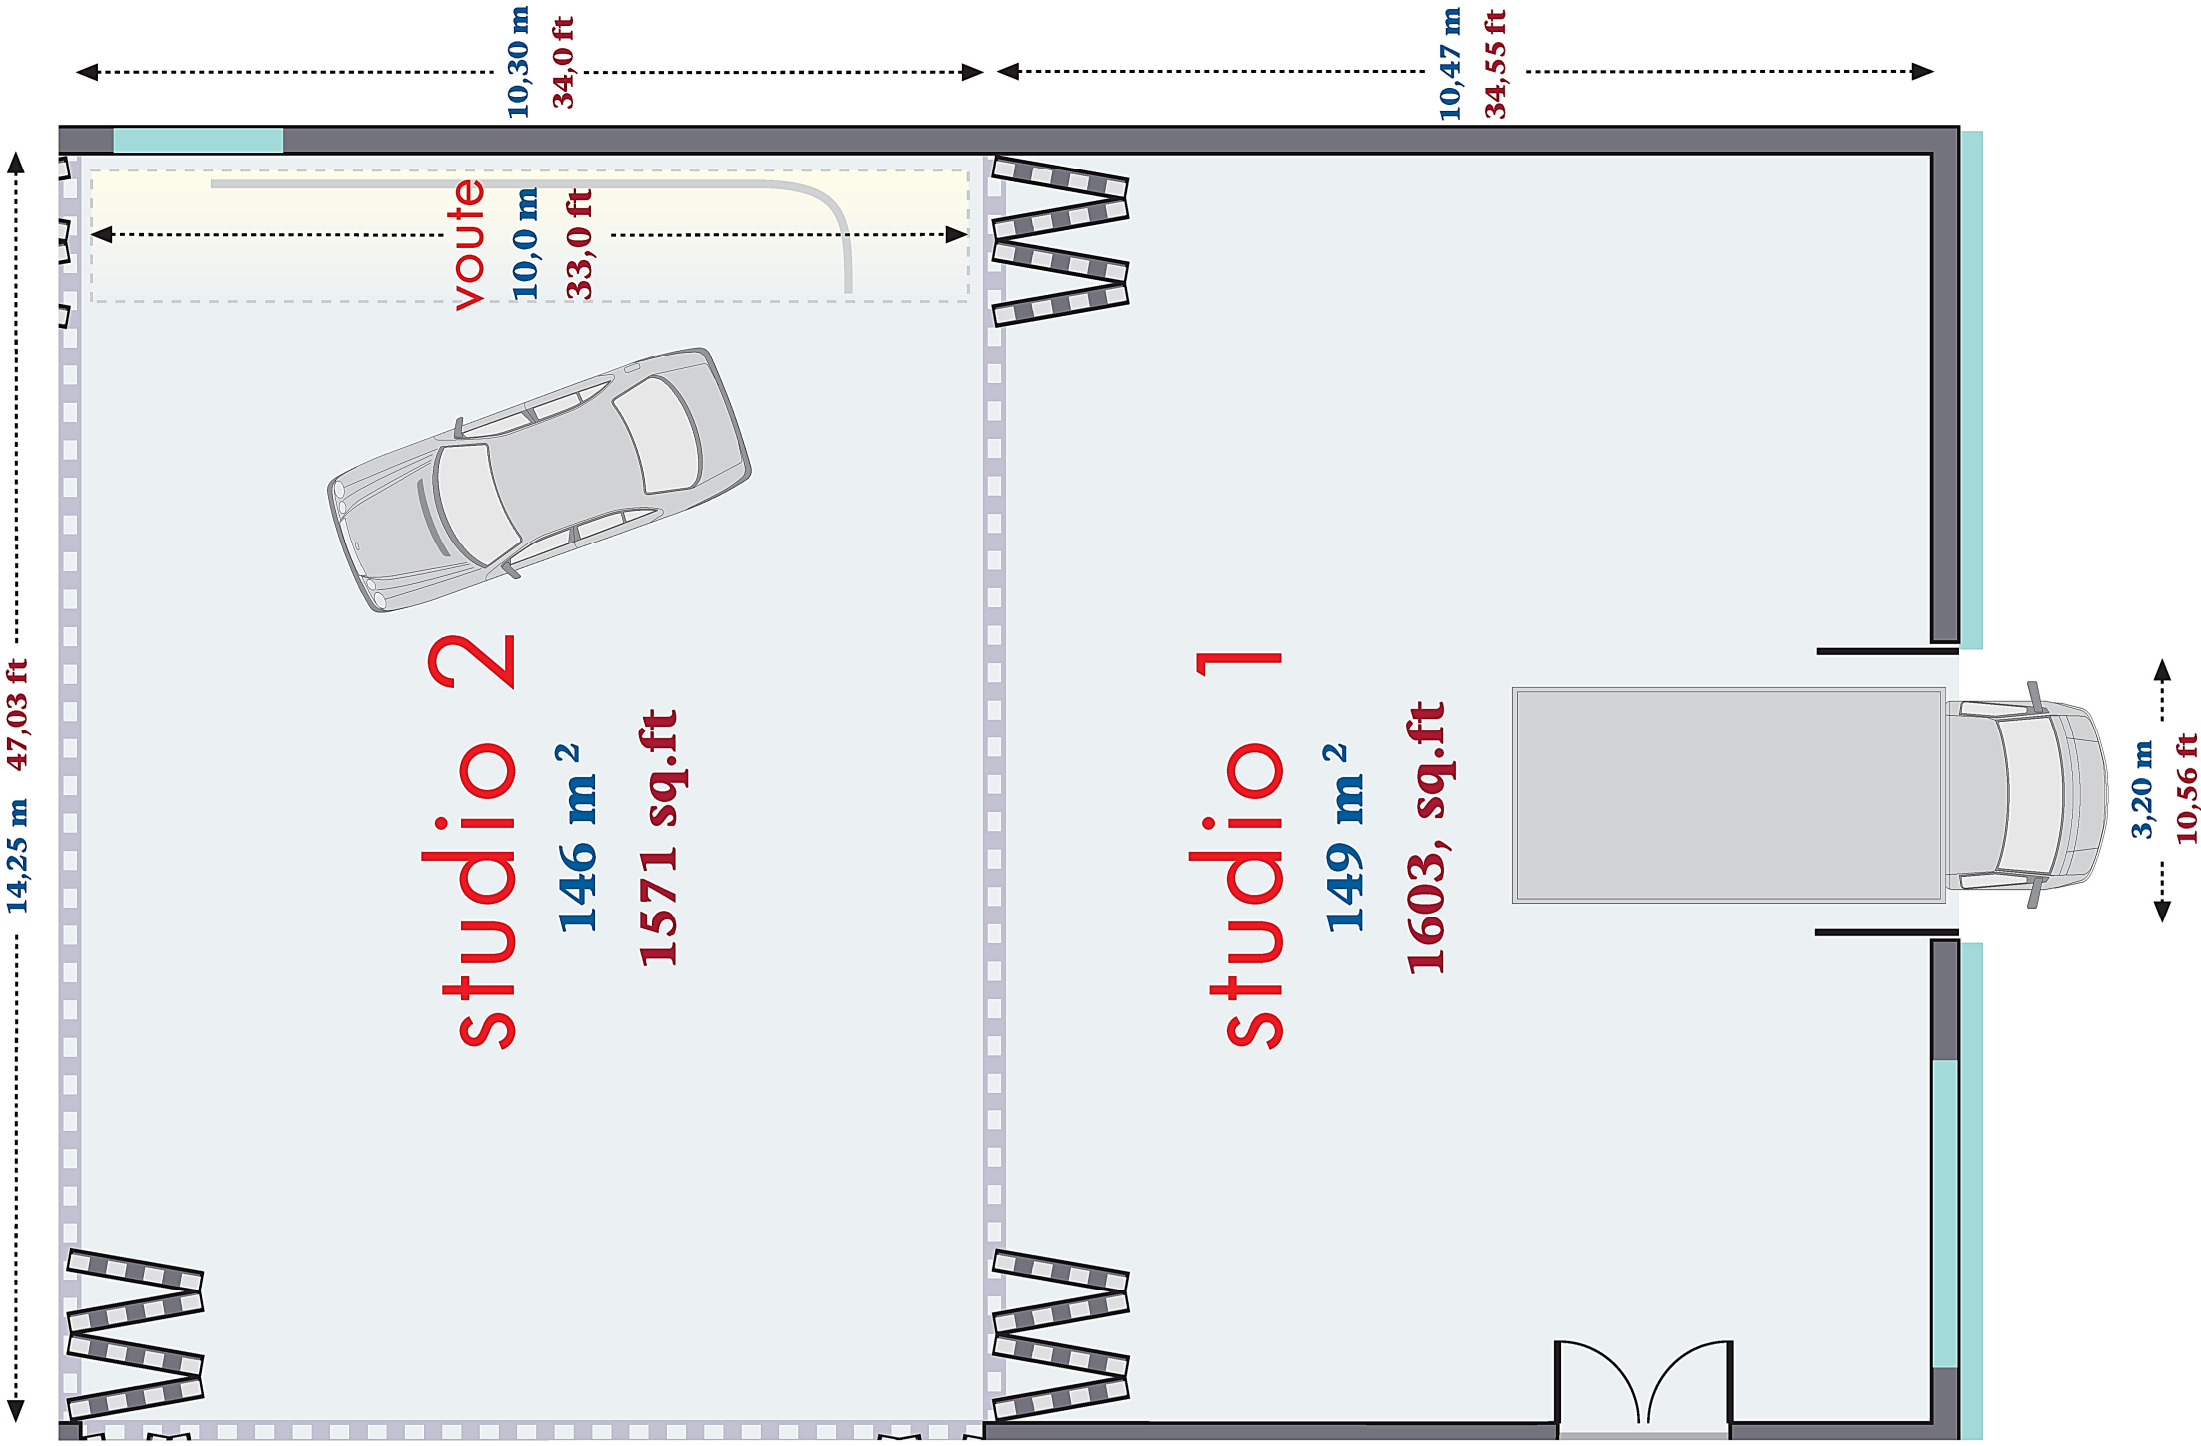 10,30 m
34,0 ft
10,47 m
34,55 ft
voute
10,0 m
33,0 ft
14,25 m 47,03 ft
studio 2
146 m²
1571 sq.ft
studio 1
149 m²
1603, sq.ft
3,20 m
10,56 ft